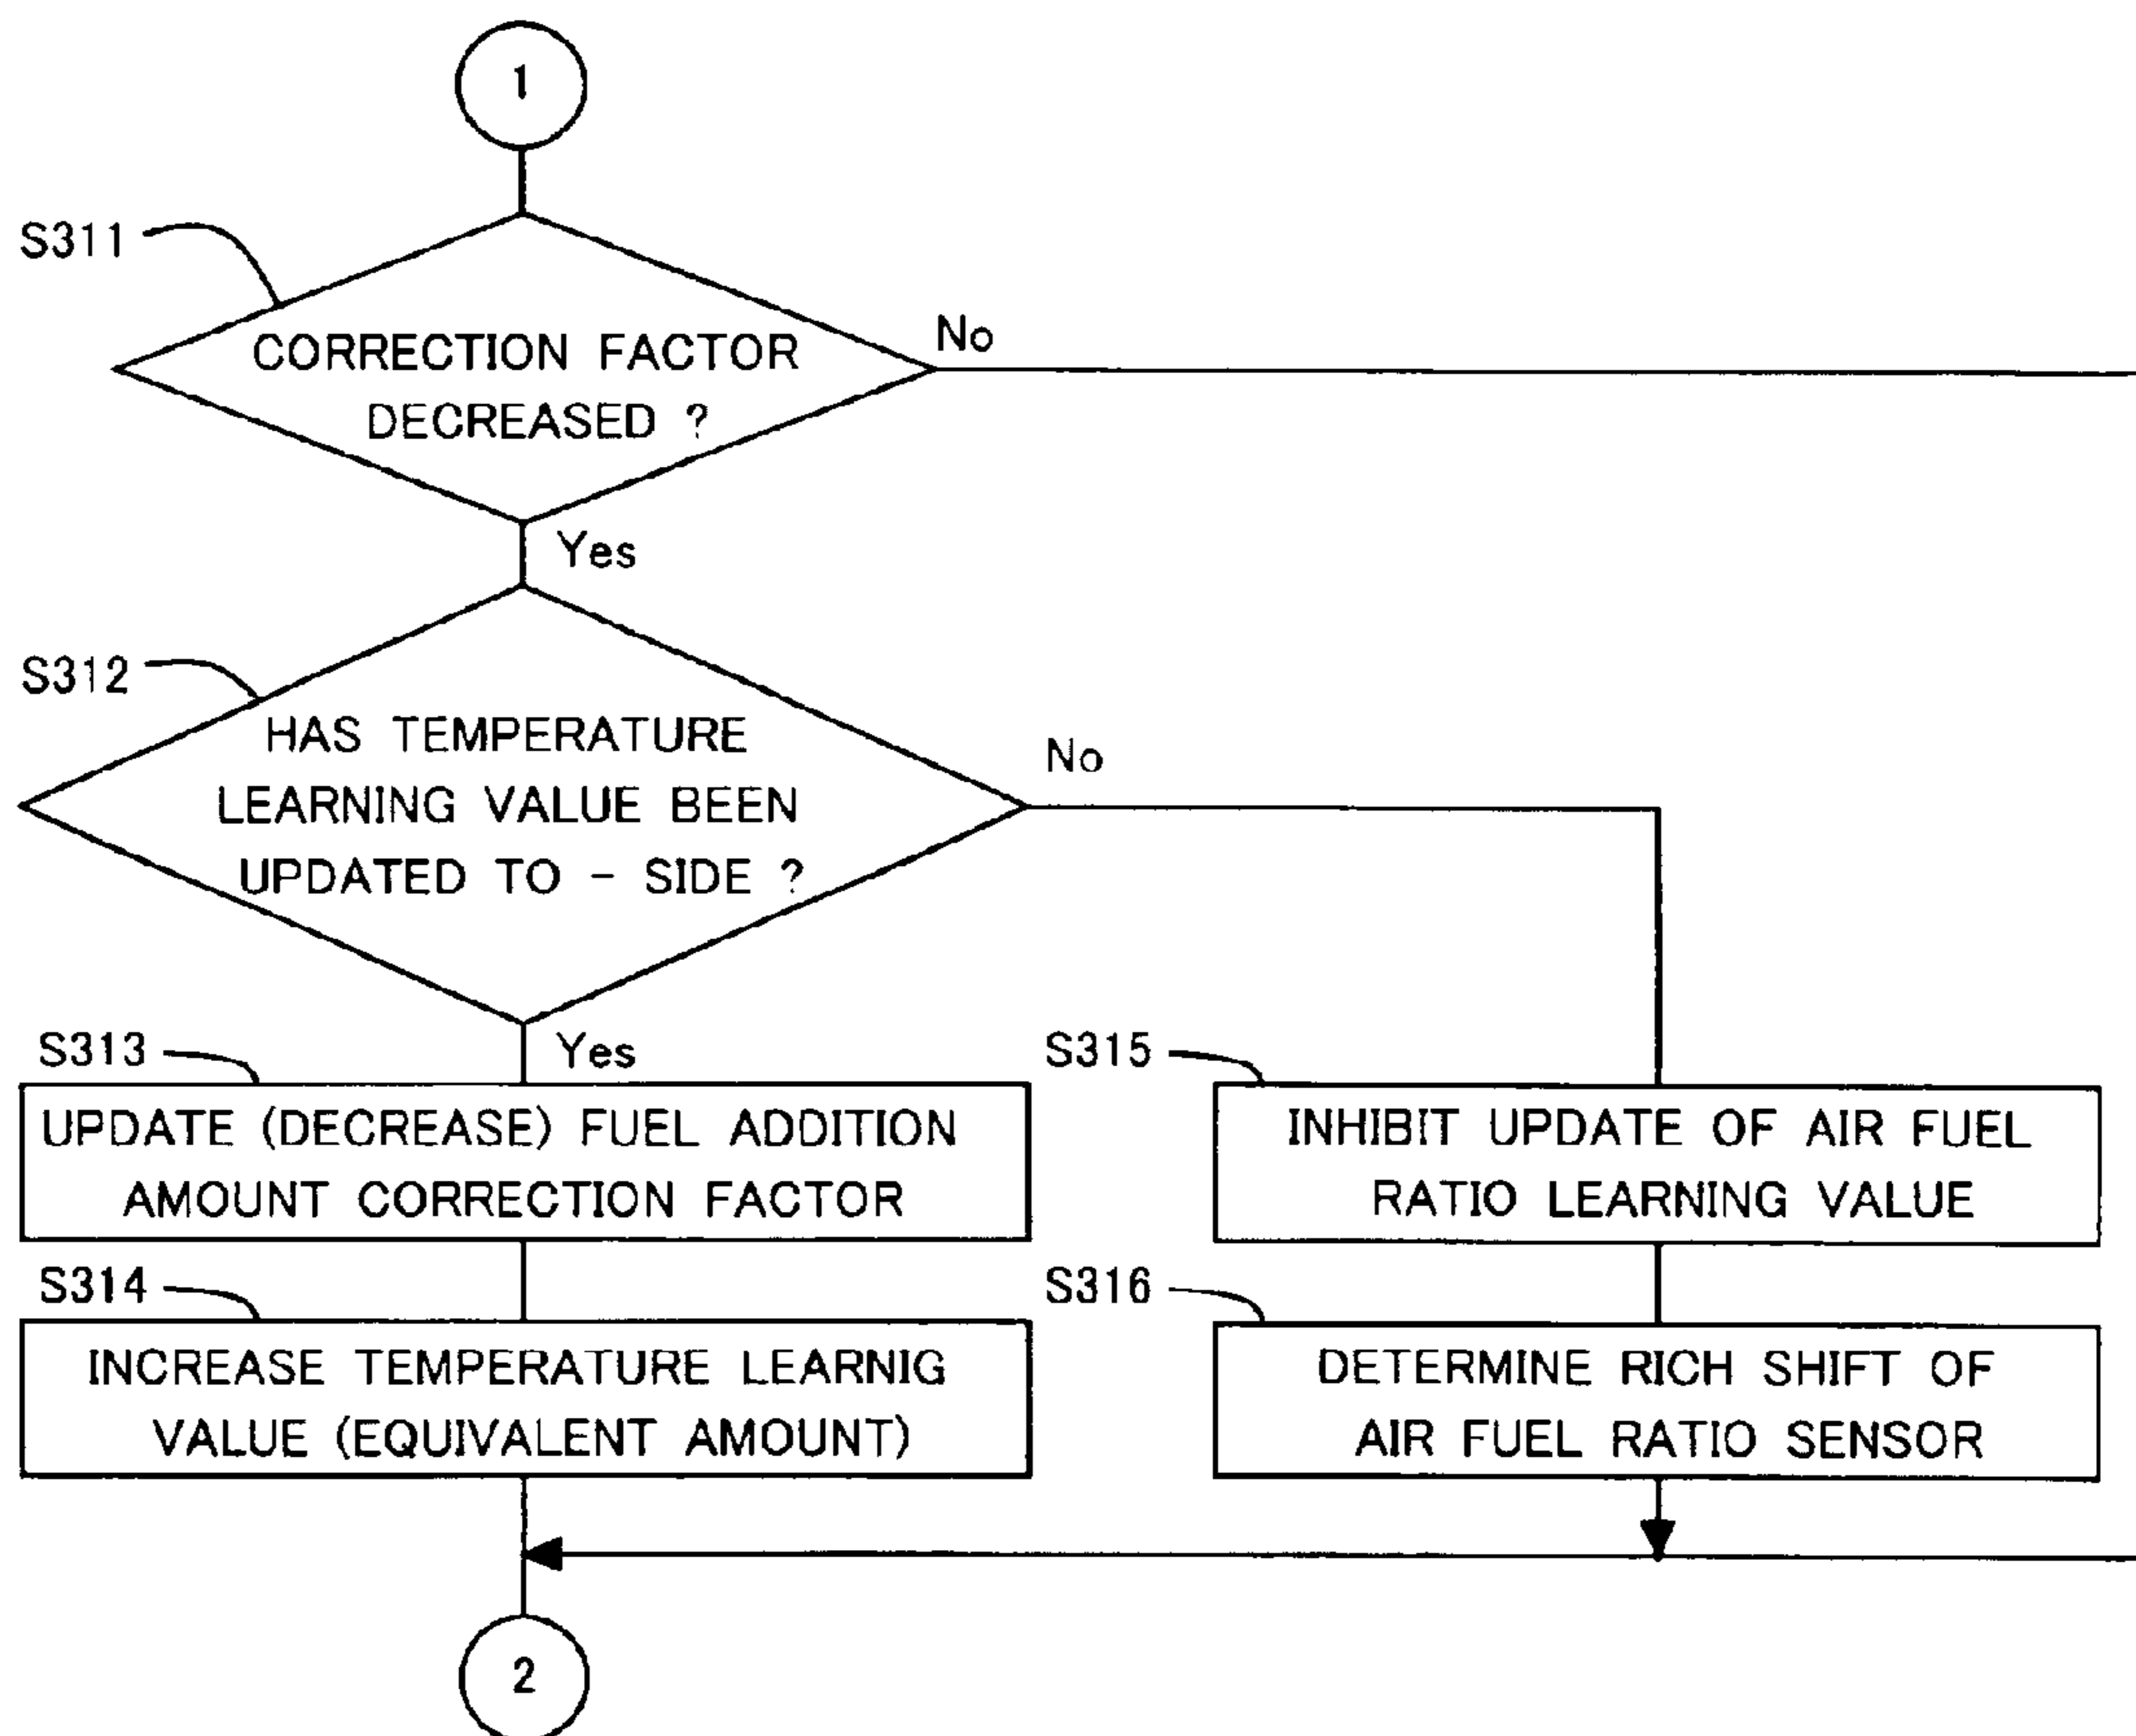 1
S311
CORRECTION FACTOR
DECREASED ?
No
Yes
S312
HAS TEMPERATURE
LEARNING VALUE BEEN
UPDATED TO - SIDE ?
No
Yes
S313
UPDATE (DECREASE) FUEL ADDITION
AMOUNT CORRECTION FACTOR
S315
INHIBIT UPDATE OF AIR FUEL
RATIO LEARNING VALUE
S314
INCREASE TEMPERATURE LEARNIG
VALUE (EQUIVALENT AMOUNT)
S316
DETERMINE RICH SHIFT OF
AIR FUEL RATIO SENSOR
2